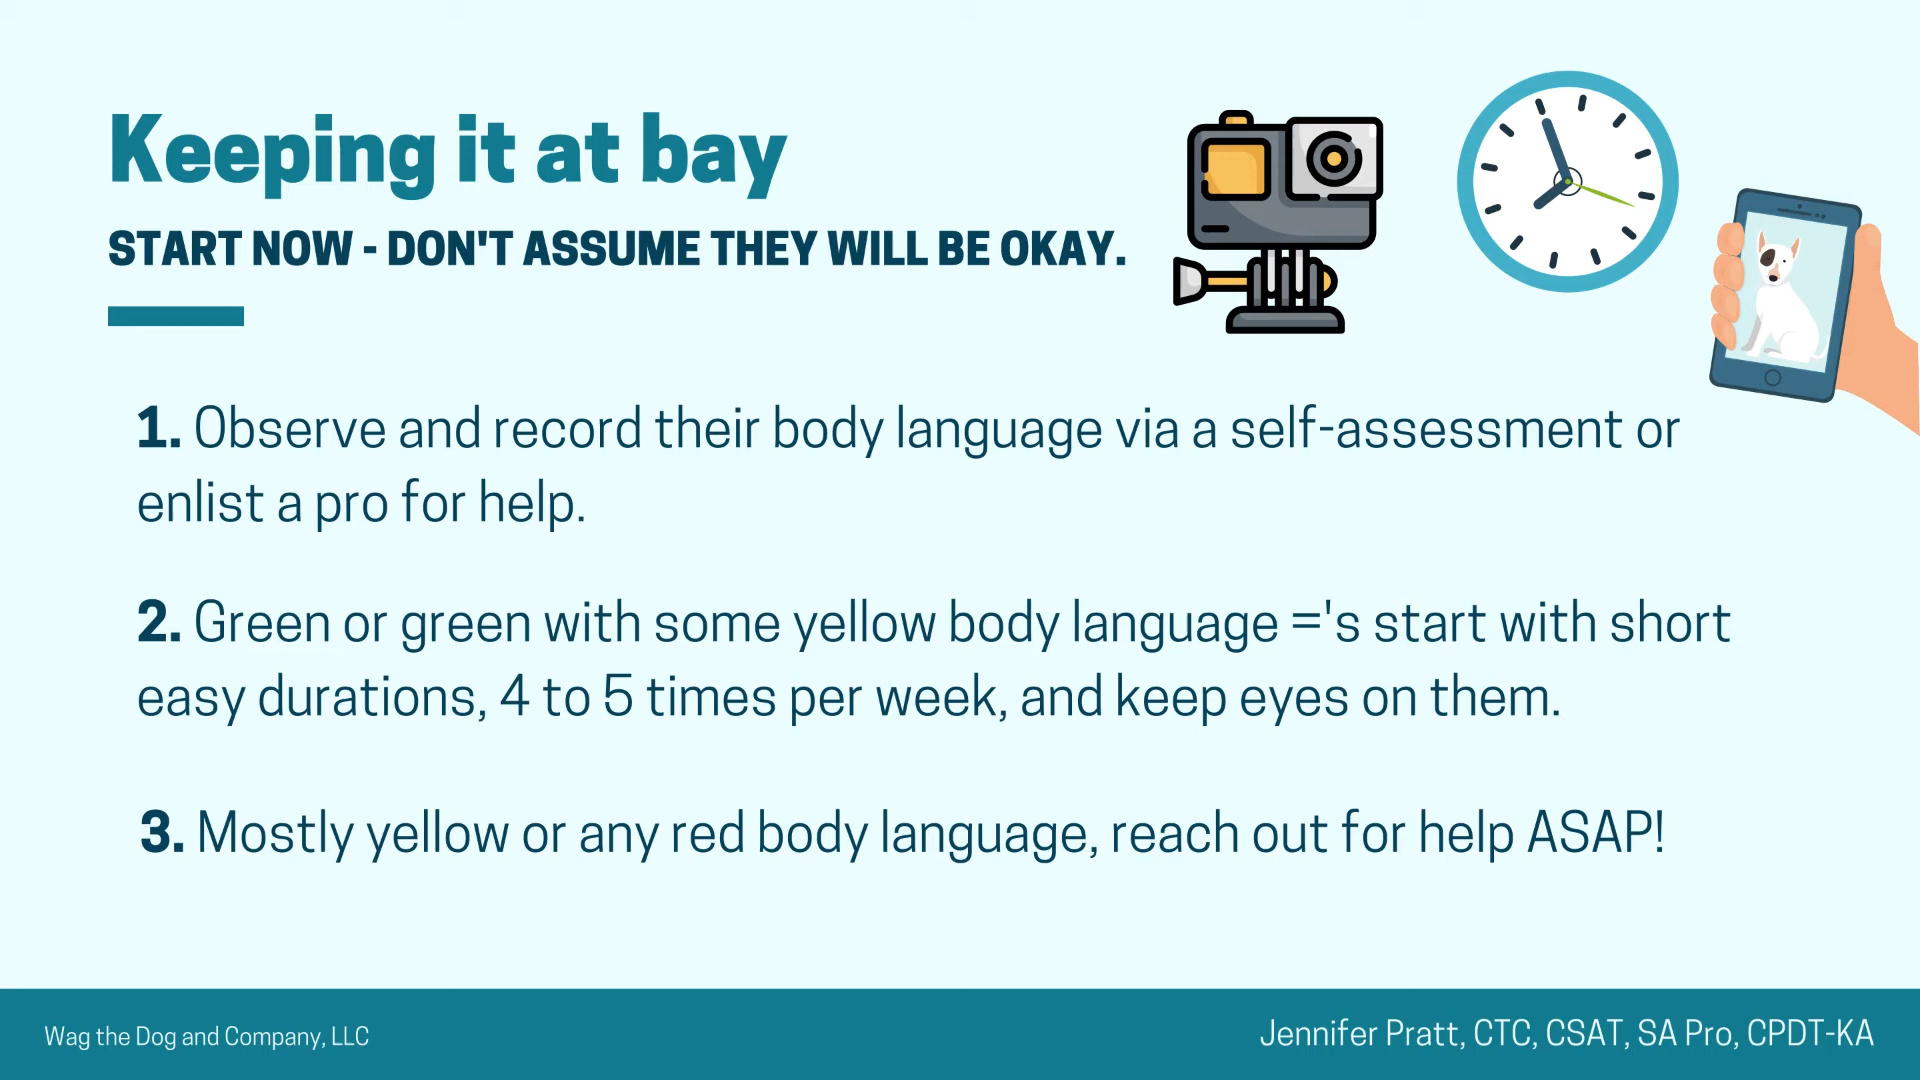 Keeping it at bay
START NOW - DON'T ASSUME THEY WILL BE OKAY.
1. Observe and record their body language via a self-assessment or
enlist a pro for help.
2. Green or green with some yellow body language ='s start with short
easy durations, 4 to 5 times per week, and keep eyes on them.
3. Mostly yellow or any red body language, reach out for help ASAP!
Wag the Dog and Company, LLC
Jennifer Pratt, CTC, CSAT, SA Pro, CPDT-KA